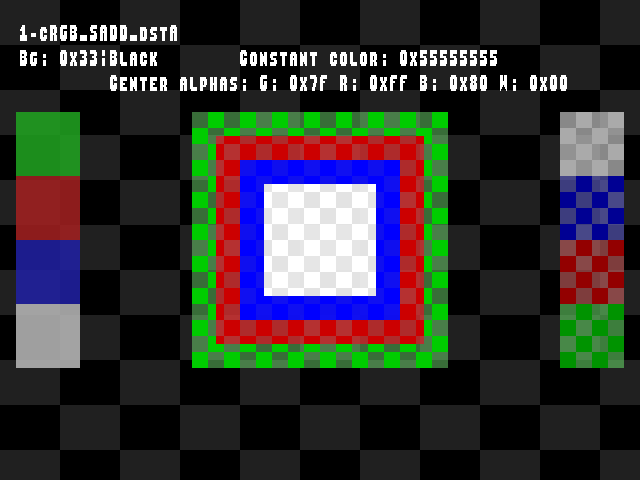 1-cRGB_SADD_dstA
Bg: 0x33:Black Constant color: 0x55555555
Center alphas: G: 0x7f R: 0xff B: 0x80 W: 0x00